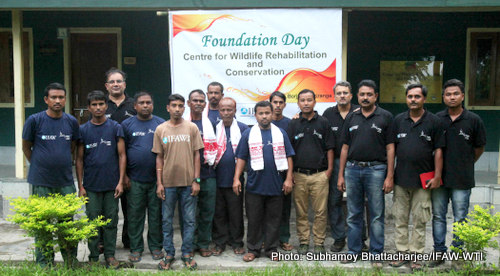 Foundation Day
Centre for Wildlife Rehabilitation
and
Conservation
IFAW
Photo: Subhamoy Bhattacharjee/IFAW-WTI